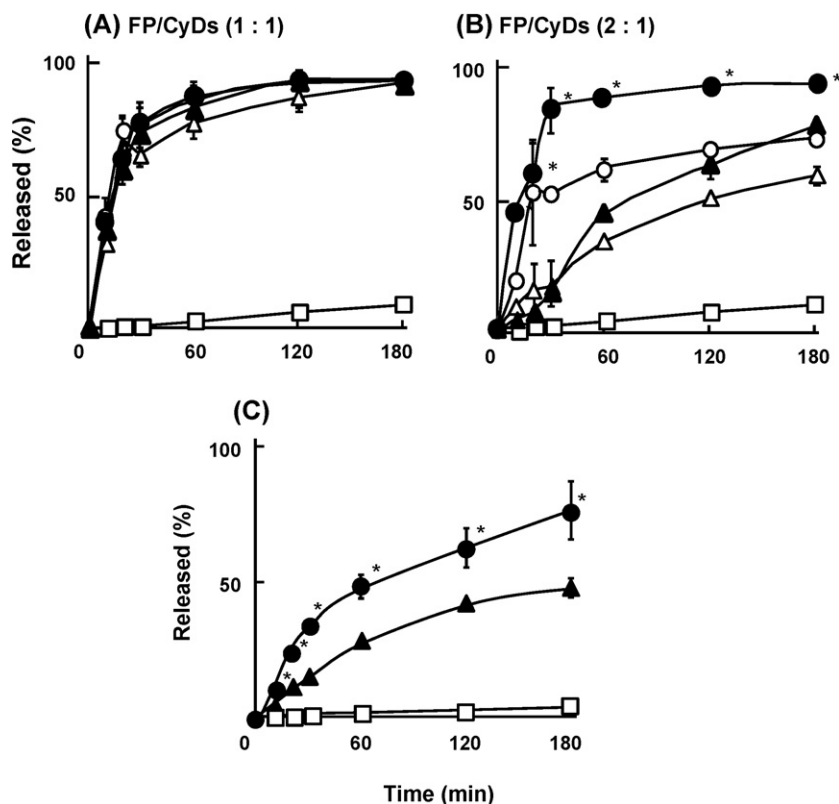 (A) FP/CyDs (1 : 1)
(B) FP/CyDs (2 : 1)
100
50
0 60 120 180
100
50
* * * *
*
0 60 120 180
Released (%)
(C)
100
50
* * * * * *
0 60 120 180
Released (%)
Time (min)